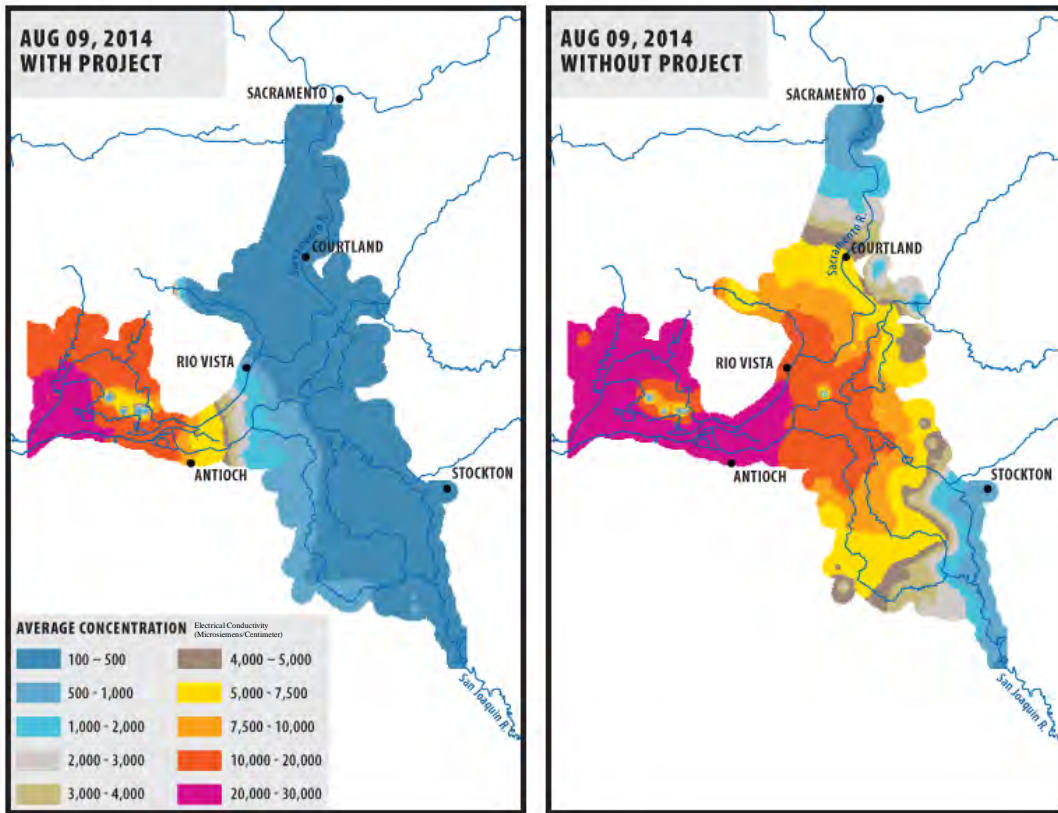 AUG 09, 2014
WITH PROJECT
SACRAMENTO
Sacramento R.
COURTLAND
RIO VISTA
ANTIOCH
STOCKTON
San Joaquin R.
AVERAGE CONCENTRATION
Electrical Conductivity
(Microsiemens/Centimeter)
100 – 500
500 - 1,000
1,000 - 2,000
2,000 - 3,000
3,000 - 4,000
4,000 – 5,000
5,000 - 7,500
7,500 - 10,000
10,000 - 20,000
20,000 - 30,000
AUG 09, 2014
WITHOUT PROJECT
SACRAMENTO
Sacramento R.
COURTLAND
RIO VISTA
ANTIOCH
STOCKTON
San Joaquin R.